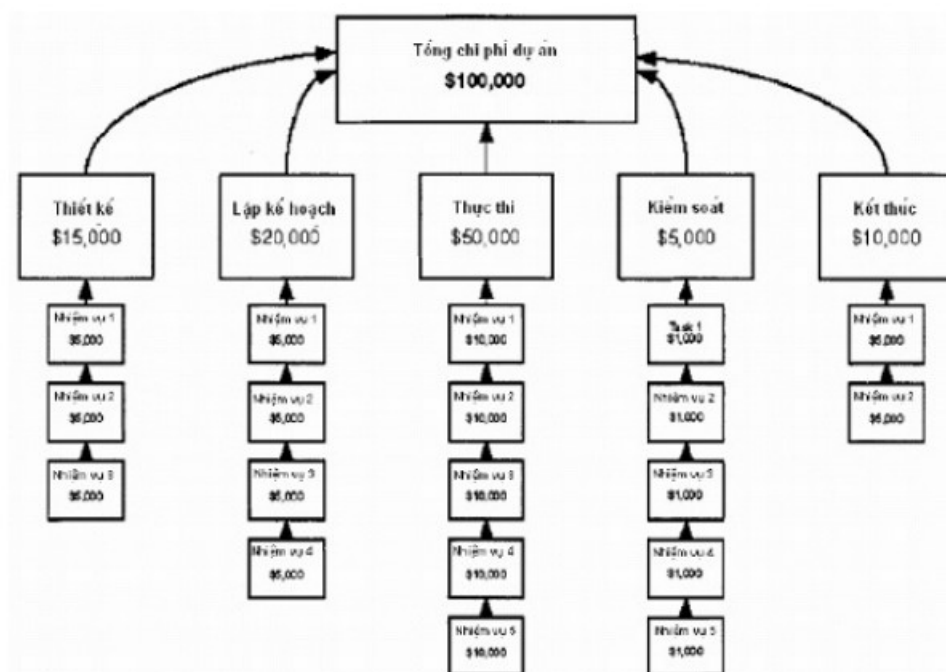 Tổng chi phí dự án
$100,000
Thiết kế
$15,000
Lập kế hoạch
$20,000
Thực thi
$50,000
Kiểm soát
$5,000
Kết thúc
$10,000
Nhiệm vụ 1
$5,000
Nhiệm vụ 2
$5,000
Nhiệm vụ 3
$5,000
Nhiệm vụ 1
$5,000
Nhiệm vụ 2
$5,000
Nhiệm vụ 3
$5,000
Nhiệm vụ 4
$5,000
Nhiệm vụ 1
$10,000
Nhiệm vụ 2
$10,000
Nhiệm vụ 3
$10,000
Nhiệm vụ 4
$10,000
Nhiệm vụ 5
$10,000
Task 1
$1,000
Nhiệm vụ 2
$1,000
Nhiệm vụ 3
$1,000
Nhiệm vụ 4
$1,000
Nhiệm vụ 5
$1,000
Nhiệm vụ 1
$5,000
Nhiệm vụ 2
$5,000